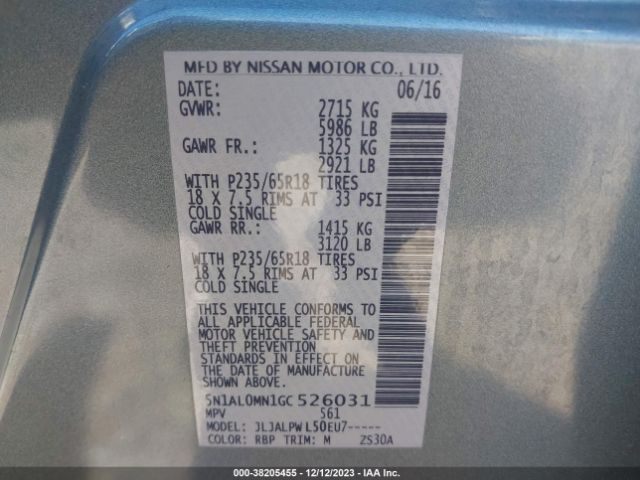 MFD BY NISSAN MOTOR CO., LTD.
DATE: 06/16
GVWR: 2715 KG
5986 LB
GAWR FR.: 1325 KG
2921 LB
WITH P235/65R18 TIRES
18 X 7.5 RIMS AT 33 PSI
COLD SINGLE
GAWR RR.: 1415 KG
3120 LB
WITH P235/65R18 TIRES
18 X 7.5 RIMS AT 33 PSI
COLD SINGLE
THIS VEHICLE CONFORMS TO
ALL APPLICABLE FEDERAL
MOTOR VEHICLE SAFETY AND
THEFT PREVENTION
STANDARDS IN EFFECT ON
THE DATE OF MANUFACTURE
SHOWN ABOVE.
5N1AL0MN1GC526031
MPV 561
MODEL: JLJALPWL50EU7-----
COLOR: RBP TRIM: M ZS30A
000-38205455 - 12/12/2023 - IAA Inc.